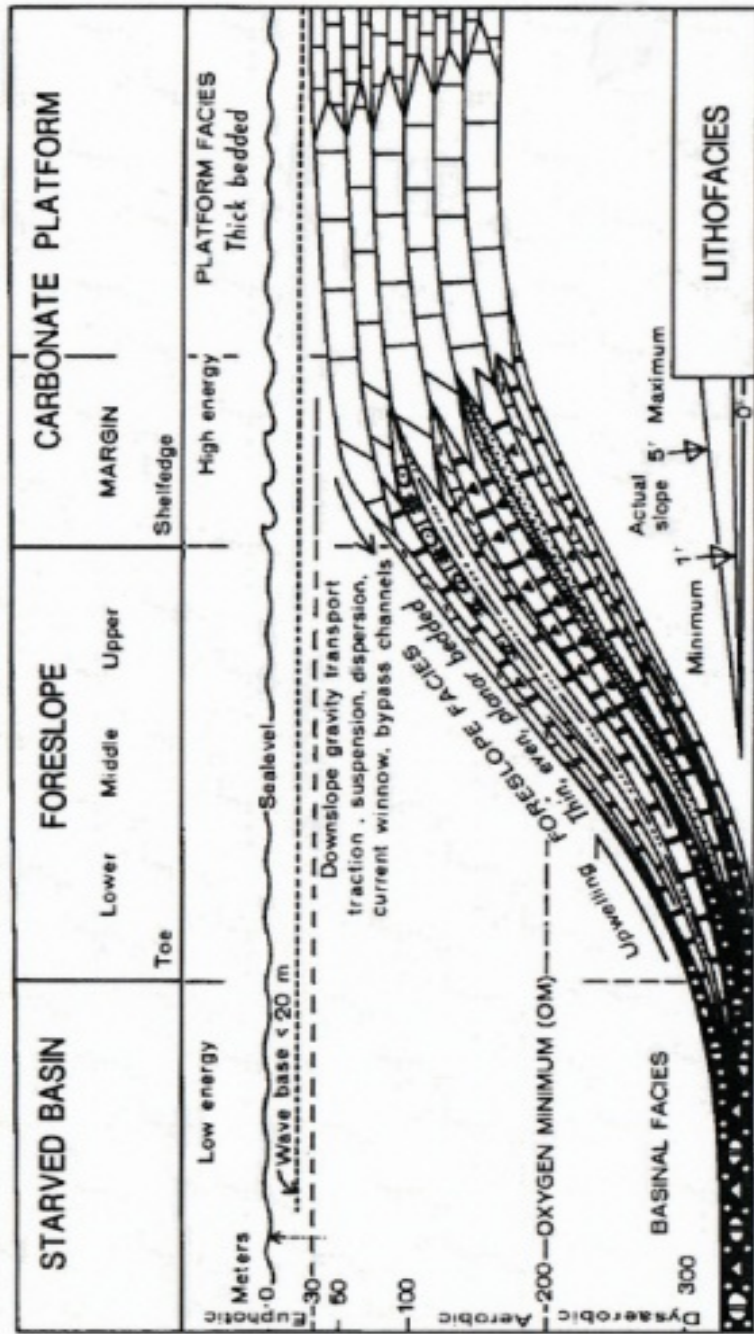 STARVED BASIN
FORESLOPE
CARBONATE PLATFORM
Toe
Lower
Middle
Upper
MARGIN
Shelfedge
Low energy
High energy
PLATFORM FACIES
Thick bedded
Meters
0
Sealevel
Wave base < 20 m
30
50
100
200
300
Euphotic
Aerobic
Dysaerobic
Downslope gravity transport
traction, suspension, dispersion,
current winnow, bypass channels
FORESLOPE FACIES
Thin, even, planar bedded
OXYGEN MINIMUM (OM)
Upwelling
BASINAL FACIES
Minimum
1°
Actual
slope
5°
Maximum
0°
LITHOFACIES